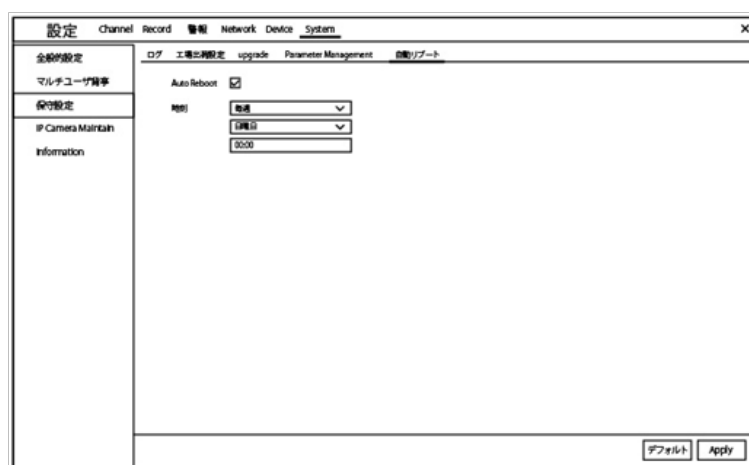 設定 Channel Record 警報 Network Device System X
全般的設定
マルチユーザ
保守設定
IP Camera Maintain
Information
ログ 工場出荷設定 upgrade Parameter Management 自動リブート
Auto Reboot
時刻 毎週
日曜日
00:00
デフォルト Apply